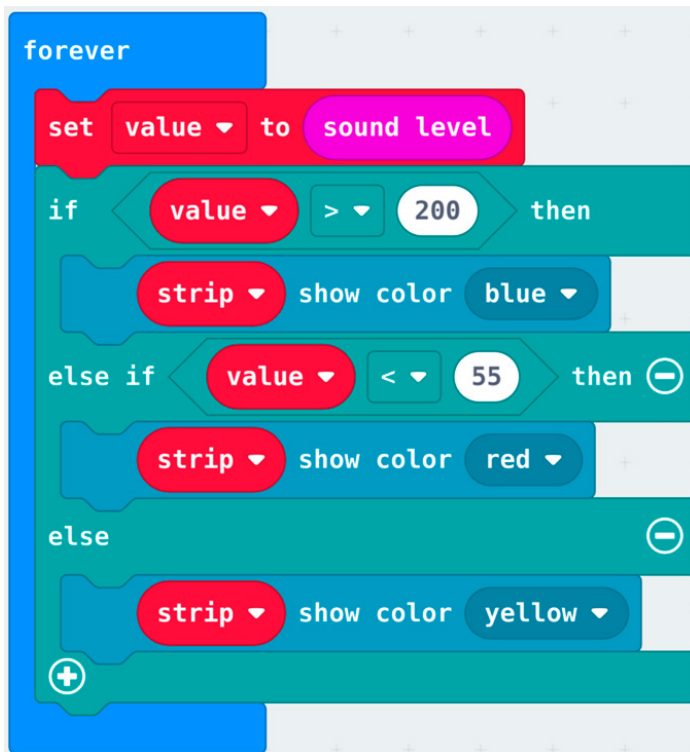 forever
set value to sound level
if value > 200 then
strip show color blue
else if value < 55 then
strip show color red
else
strip show color yellow